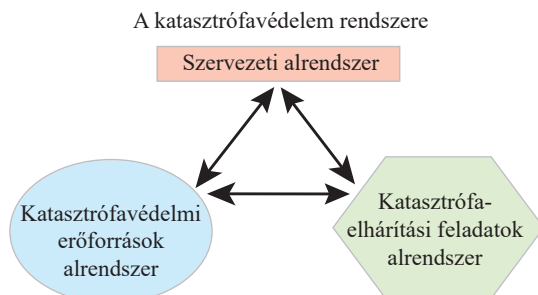 A katasztrófavédelem rendszere
Szervezeti alrendszer
Katasztrófavédelmi
erőforrások
alrendszer
Katasztrófa-
elhárítási feladatok
alrendszer